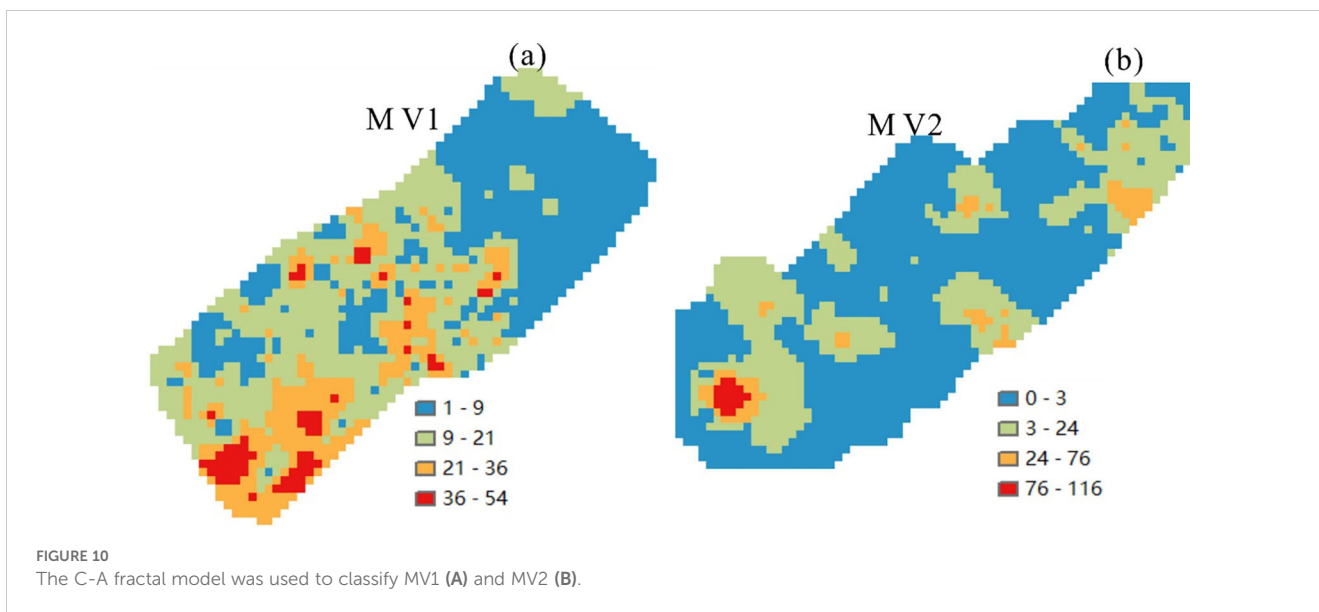 (a)
M V1
1 - 9
9 - 21
21 - 36
36 - 54
(b)
M V2
0 - 3
3 - 24
24 - 76
76 - 116
FIGURE 10
The C-A fractal model was used to classify MV1 (A) and MV2 (B).